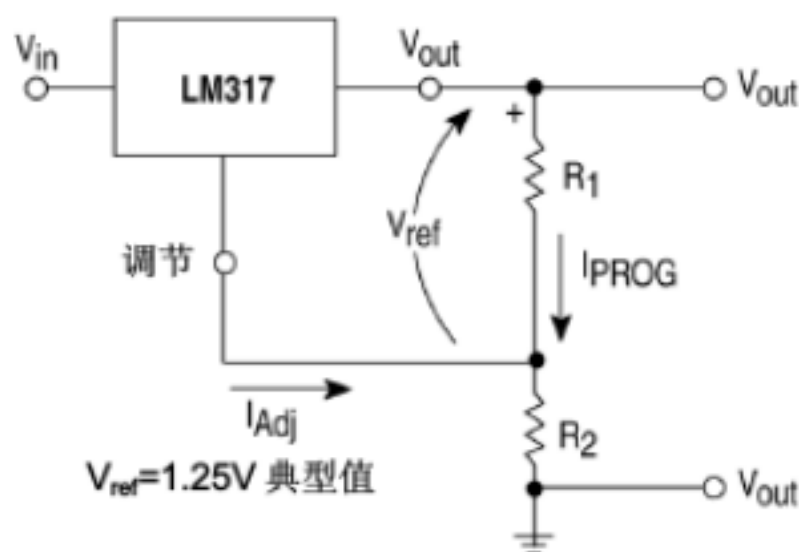 Vin
LM317
Vout
Vout
+
R1
Vref
调节
IPROG
IAdj
R2
Vref=1.25V 典型值
Vout